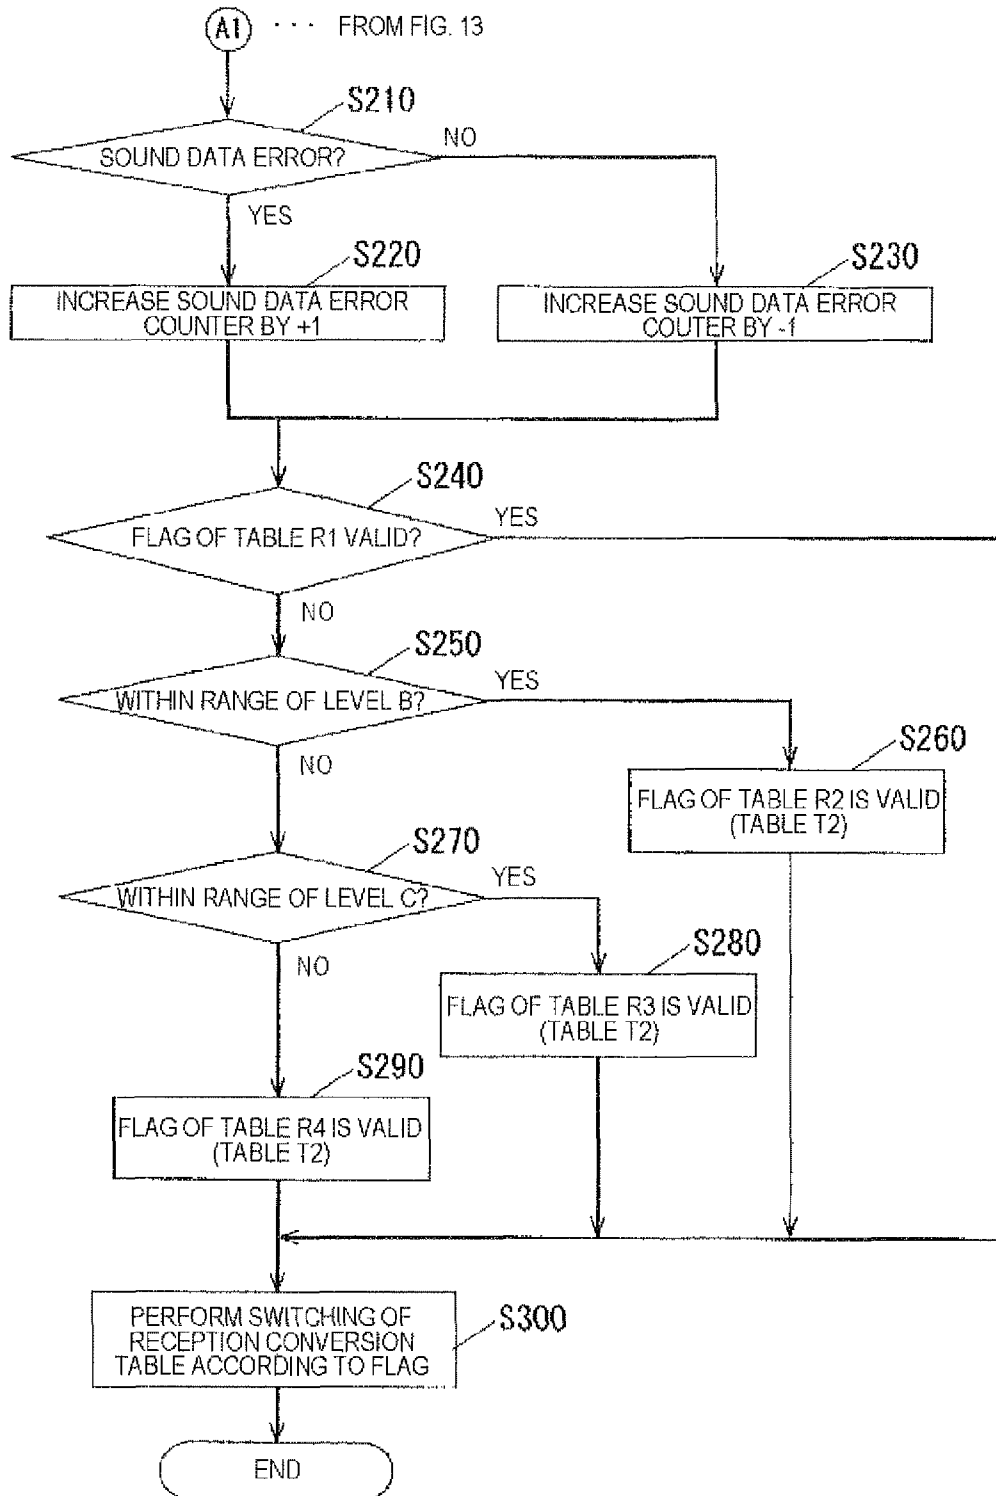 A1 ··· FROM FIG. 13
S210
SOUND DATA ERROR?
NO
YES
S220
INCREASE SOUND DATA ERROR
COUNTER BY +1
S230
INCREASE SOUND DATA ERROR
COUTER BY -1
S240
FLAG OF TABLE R1 VALID?
YES
NO
S250
WITHIN RANGE OF LEVEL B?
YES
NO
S260
FLAG OF TABLE R2 IS VALID
(TABLE T2)
S270
WITHIN RANGE OF LEVEL C?
YES
NO
S280
FLAG OF TABLE R3 IS VALID
(TABLE T2)
S290
FLAG OF TABLE R4 IS VALID
(TABLE T2)
PERFORM SWITCHING OF
RECEPTION CONVERSION
TABLE ACCORDING TO FLAG
S300
END